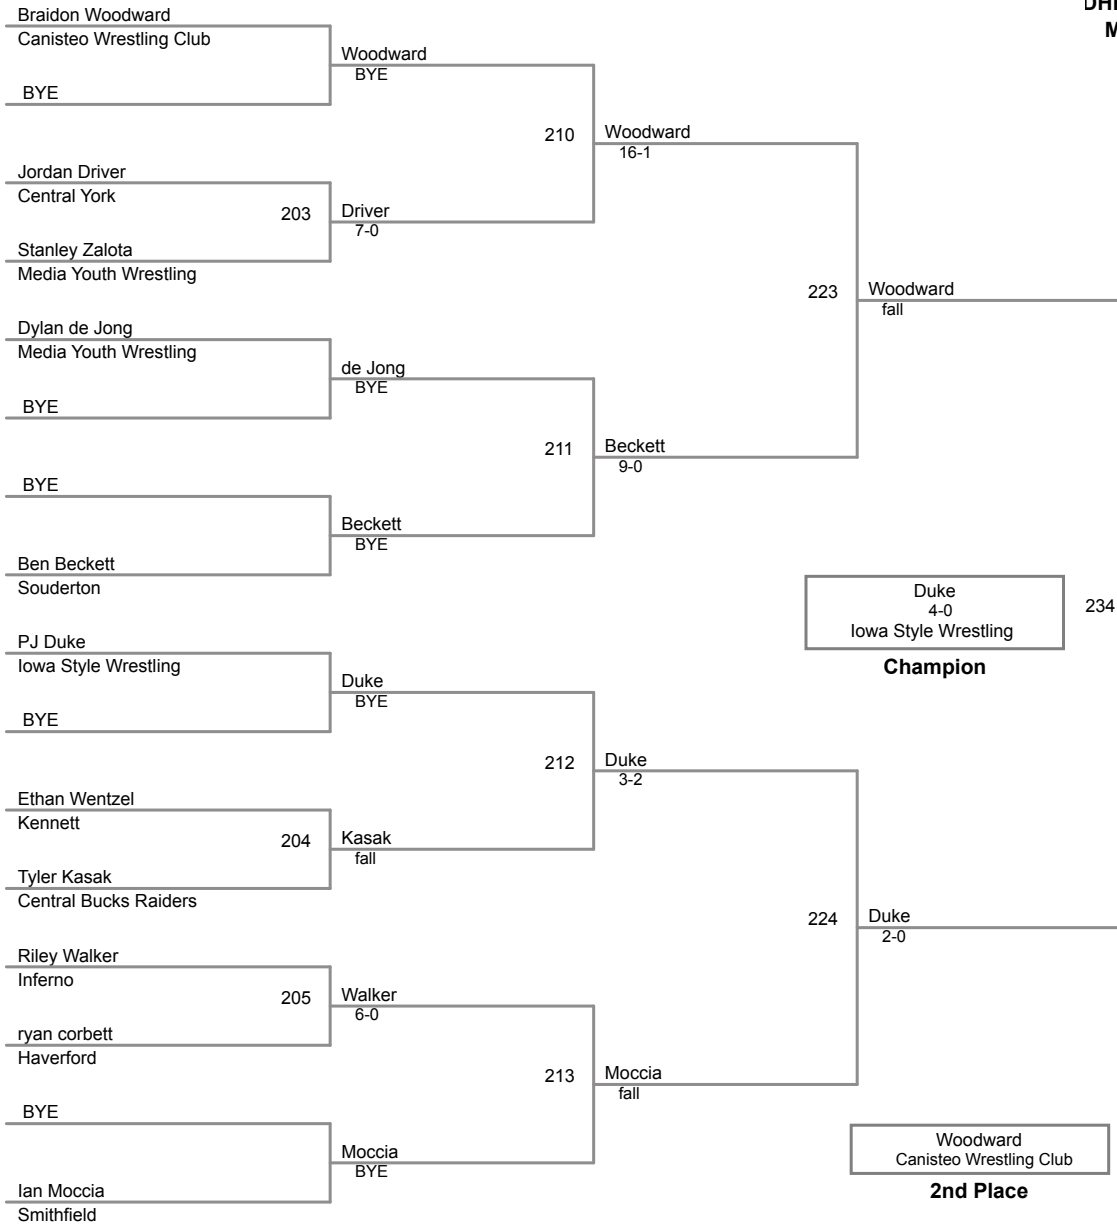 Braidon Woodward
Canisteo Wrestling Club
BYE
Jordan Driver
Central York
203
Stanley Zalota
Media Youth Wrestling
Dylan de Jong
Media Youth Wrestling
BYE
BYE
Ben Beckett
Souderton
PJ Duke
Iowa Style Wrestling
BYE
Ethan Wentzel
Kennett
204
Tyler Kasak
Central Bucks Raiders
Riley Walker
Inferno
205
ryan corbett
Haverford
BYE
Ian Moccia
Smithfield
Woodward
BYE
210
Driver
7-0
de Jong
BYE
211
Beckett
BYE
Duke
BYE
212
Kasak
fall
Walker
6-0
213
Moccia
BYE
Woodward
16-1
223
Beckett
9-0
Duke
3-2
224
Moccia
fall
Woodward
fall
Duke
4-0
Iowa Style Wrestling
234
Champion
Duke
2-0
Woodward
Canisteo Wrestling Club
2nd Place